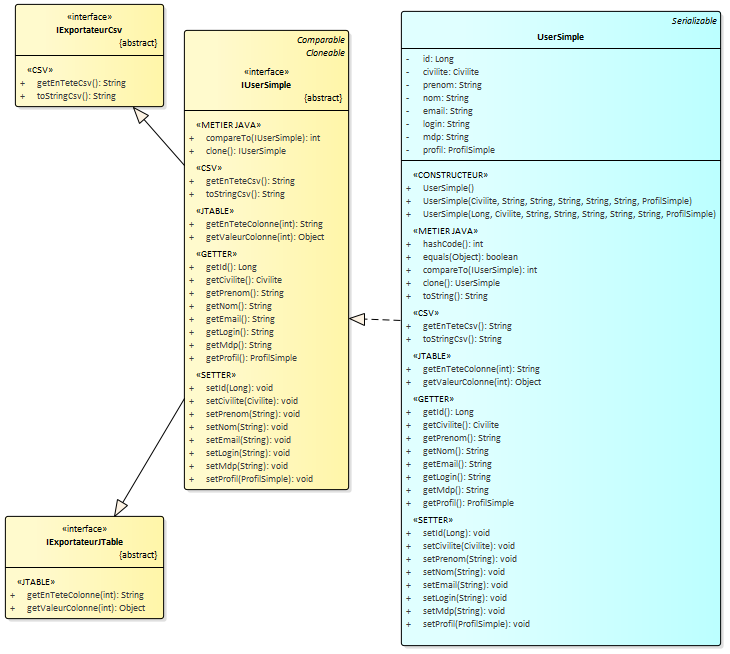 «interface»
IExportateurCsv
{abstract}
«CSV»
+ getEnTeteCsv(): String
+ toStringCsv(): String
Comparable
Cloneable
«interface»
IUserSimple
{abstract}
«METIER JAVA»
+ compareTo(IUserSimple): int
+ clone(): IUserSimple
«CSV»
+ getEnTeteCsv(): String
+ toStringCsv(): String
«JTABLE»
+ getEnTeteColonne(int): String
+ getValeurColonne(int): Object
«GETTER»
+ getId(): Long
+ getCivilite(): Civilite
+ getPrenom(): String
+ getNom(): String
+ getEmail(): String
+ getLogin(): String
+ getMdp(): String
+ getProfil(): ProfilSimple
«SETTER»
+ setId(Long): void
+ setCivilite(Civilite): void
+ setPrenom(String): void
+ setNom(String): void
+ setEmail(String): void
+ setLogin(String): void
+ setMdp(String): void
+ setProfil(ProfilSimple): void
«interface»
IExportateurJTable
{abstract}
«JTABLE»
+ getEnTeteColonne(int): String
+ getValeurColonne(int): Object
Serializable
UserSimple
- id: Long
- civilite: Civilite
- prenom: String
- nom: String
- email: String
- login: String
- mdp: String
- profil: ProfilSimple
«CONSTRUCTEUR»
+ UserSimple()
+ UserSimple(Civilite, String, String, String, String, String, ProfilSimple)
+ UserSimple(Long, Civilite, String, String, String, String, String, ProfilSimple)
«METIER JAVA»
+ hashCode(): int
+ equals(Object): boolean
+ compareTo(IUserSimple): int
+ clone(): UserSimple
+ toString(): String
«CSV»
+ getEnTeteCsv(): String
+ toStringCsv(): String
«JTABLE»
+ getEnTeteColonne(int): String
+ getValeurColonne(int): Object
«GETTER»
+ getId(): Long
+ getCivilite(): Civilite
+ getPrenom(): String
+ getNom(): String
+ getEmail(): String
+ getLogin(): String
+ getMdp(): String
+ getProfil(): ProfilSimple
«SETTER»
+ setId(Long): void
+ setCivilite(Civilite): void
+ setPrenom(String): void
+ setNom(String): void
+ setEmail(String): void
+ setLogin(String): void
+ setMdp(String): void
+ setProfil(ProfilSimple): void